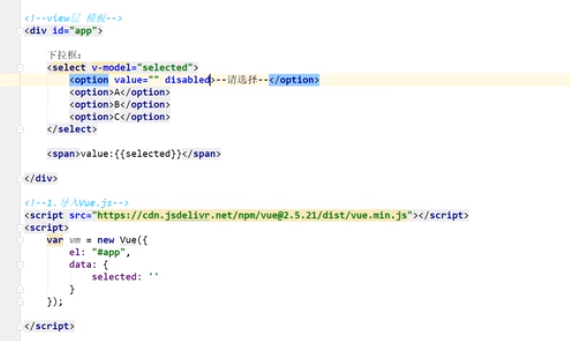 <!--view层 模板-->
<div id="app">
下拉框:
<select v-model="selected">
<option value="" disabled>--请选择--</option>
<option>A</option>
<option>B</option>
<option>C</option>
</select>
<span>value:{{selected}}</span>
</div>
<!--1.导入Vue.js-->
<script src="https://cdn.jsdelivr.net/npm/vue@2.5.21/dist/vue.min.js"></script>
<script>
var vm = new Vue({
el: "#app",
data: {
selected: ''
}
});
</script>